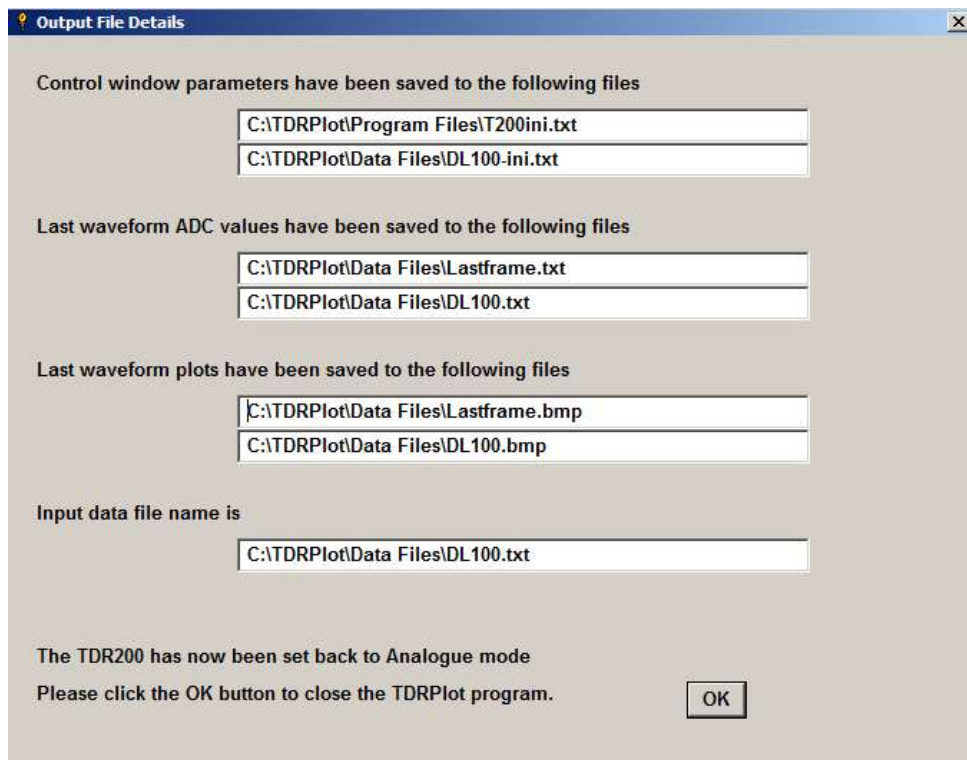 Output File Details
Control window parameters have been saved to the following files
C:\TDRPlot\Program Files\T200ini.txt
C:\TDRPlot\Data Files\DL100-ini.txt
Last waveform ADC values have been saved to the following files
C:\TDRPlot\Data Files\Lastframe.txt
C:\TDRPlot\Data Files\DL100.txt
Last waveform plots have been saved to the following files
C:\TDRPlot\Data Files\Lastframe.bmp
C:\TDRPlot\Data Files\DL100.bmp
Input data file name is
C:\TDRPlot\Data Files\DL100.txt
The TDR200 has now been set back to Analogue mode
Please click the OK button to close the TDRPlot program.
OK